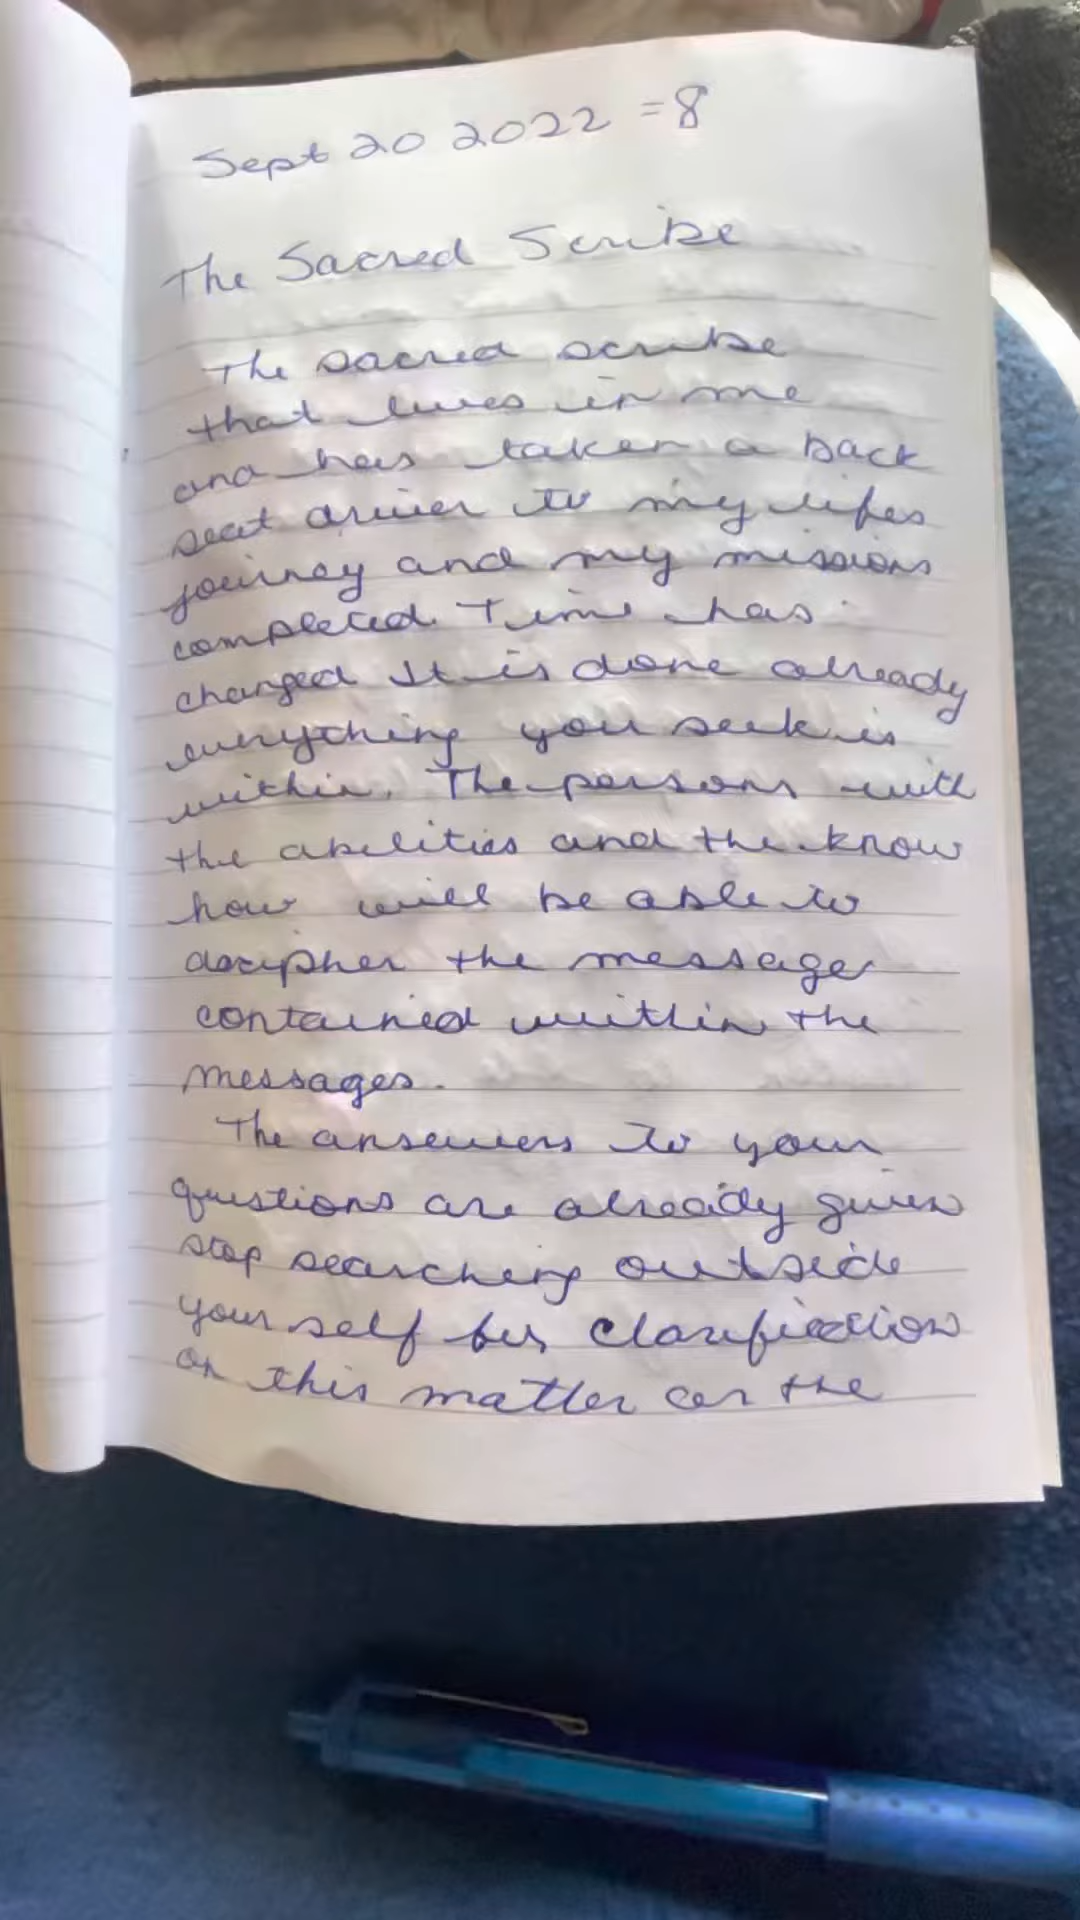 Sept 20 2022 = 8
The Sacred Scribe
The sacred scribe
that lives in me
and has taken a back
seat driver to my lifes
journey and my missions
completed. Time has
changed It is done already
everything you seek is
within. The persons with
the abilities and the know
how will be able to
decipher the message
contained within the
messages.
The answers to your
questions are already given
stop searching outside
your self for clarification
on this matter or the